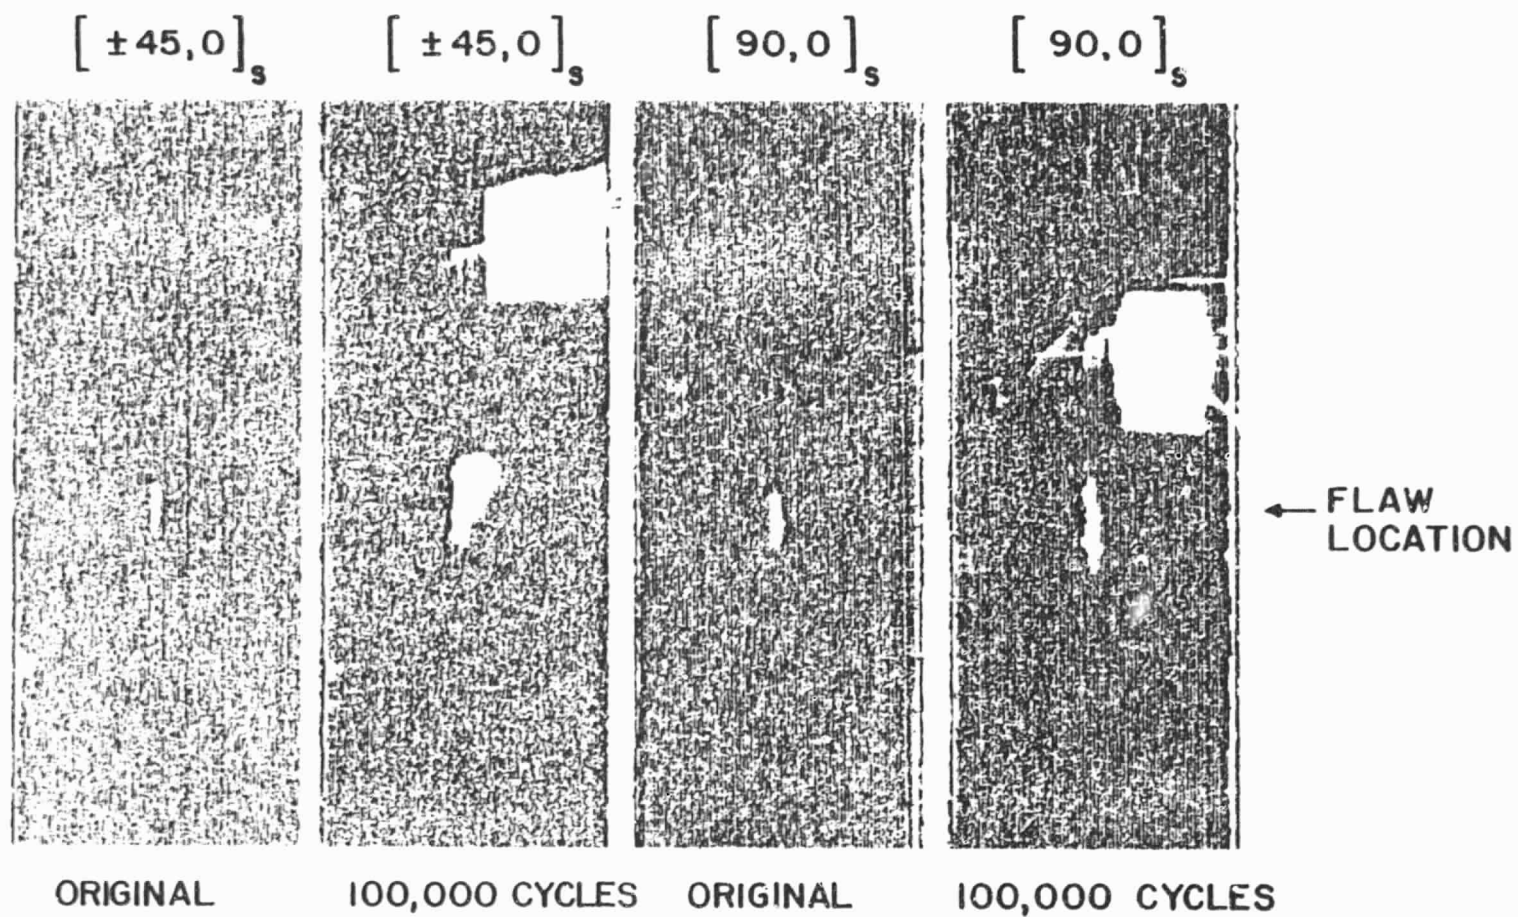 [ ±45,0 ]s [ ±45,0 ]s [ 90,0 ]s [ 90,0 ]s
← FLAW
LOCATION
ORIGINAL 100,000 CYCLES ORIGINAL 100,000 CYCLES